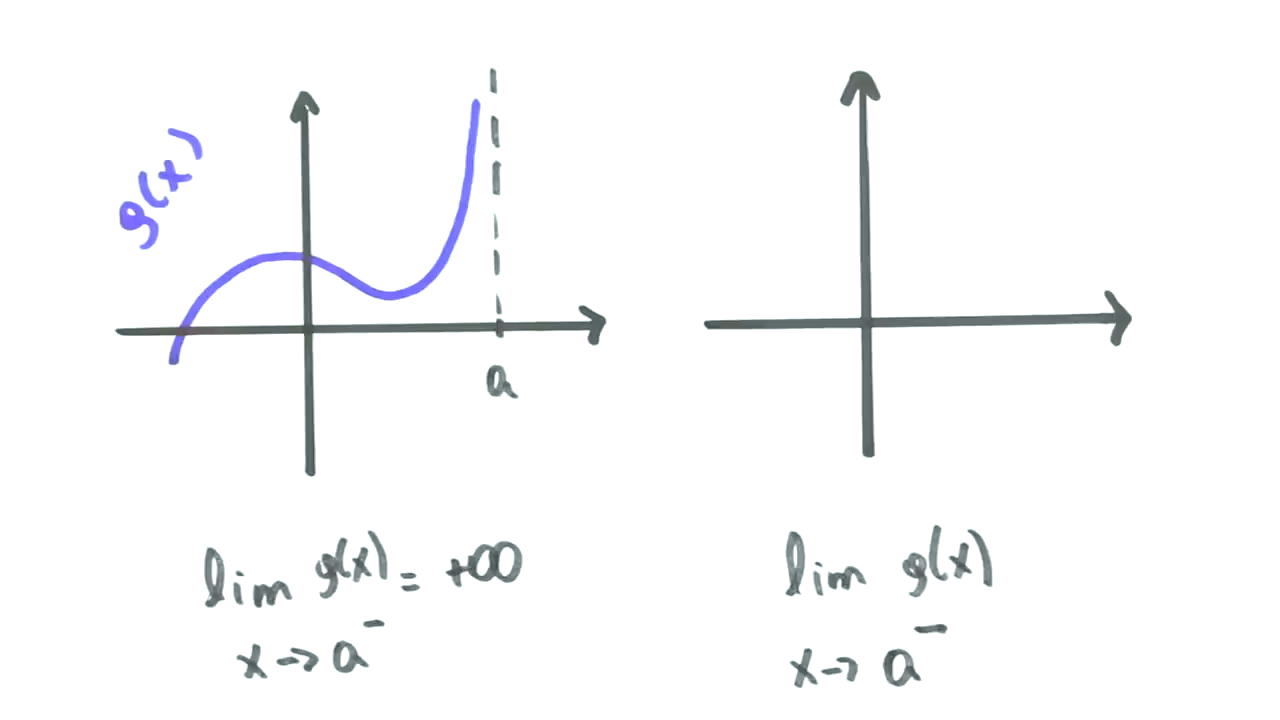 g(x)
a
lim g(x) = +∞
x → a⁻
lim g(x)
x → a⁻